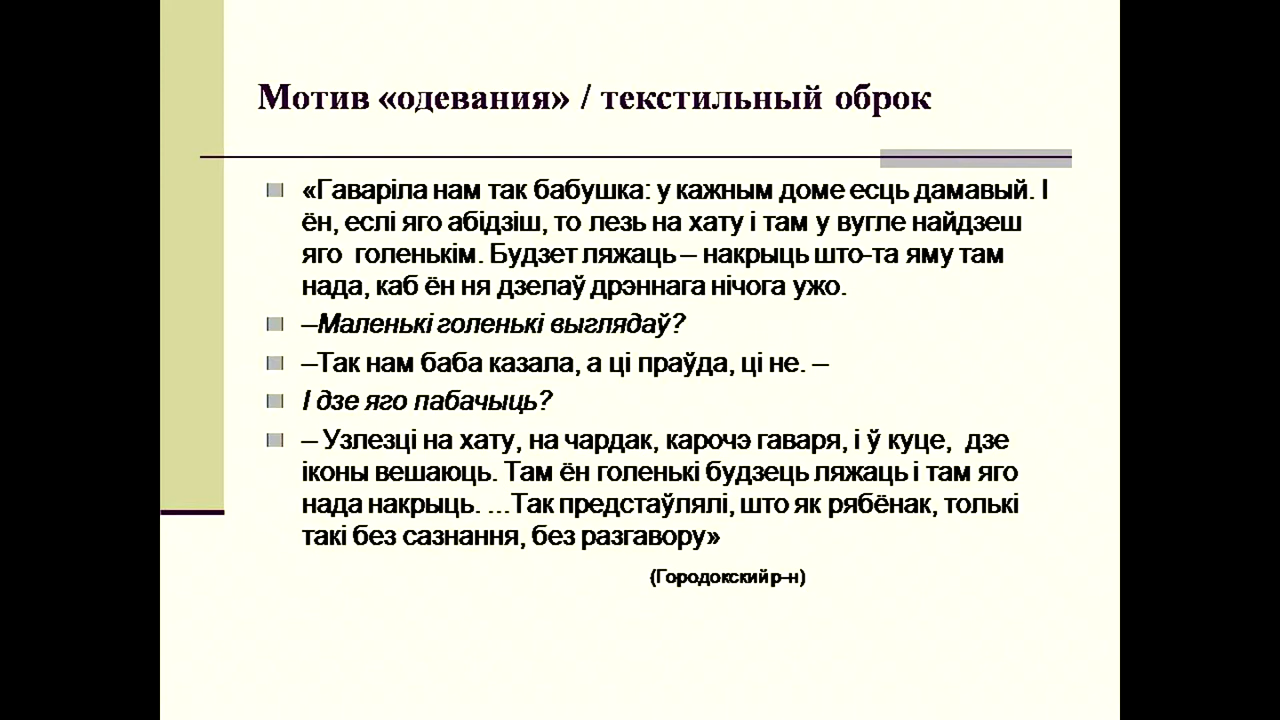 Мотив «одевания» / текстильный оброк
«Гаваріла нам так бабушка: у кажным доме есць дамавый. І
ён, еслі яго абідзіш, то лезь на хату і там у вугле найдзеш
яго голенькім. Будзет ляжаць – накрыць што-та яму там
нада, каб ён ня дзелаў дрэннага нічога ужо.
–Маленькі голенькі выглядаў?
–Так нам баба казала, а ці праўда, ці не. –
І дзе яго пабачыць?
– Узлезці на хату, на чардак, карочэ гаваря, і ў куце, дзе
іконы вешаюць. Там ён голенькі будзець ляжаць і там яго
нада накрыць. ...Так предстаўлялі, што як рябёнак, толькі
такі без сазнання, без разгавору»
(Городокский р-н)